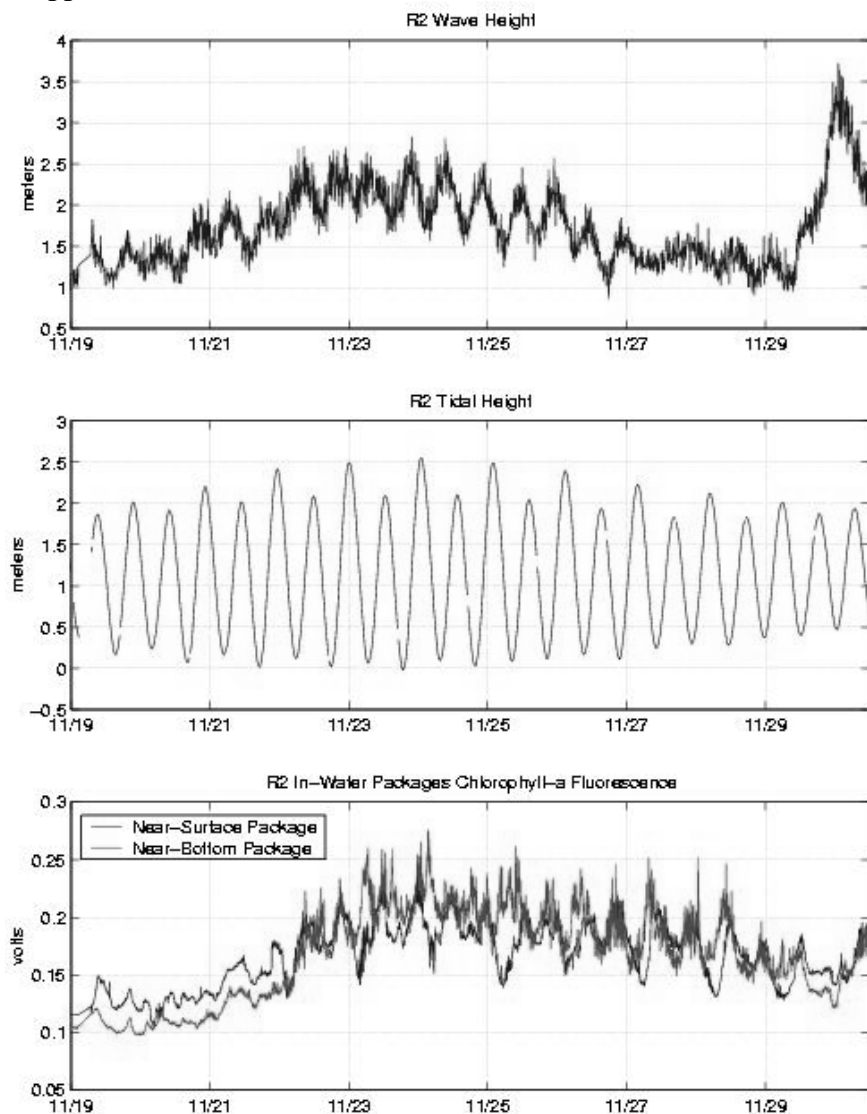 R2 Wave Height
4
3.5
3
2.5
2
1.5
1
0.5
meters
11/19 11/21 11/23 11/25 11/27 11/29
R2 Tidal Height
3
2.5
2
1.5
1
0.5
0
−0.5
meters
11/19 11/21 11/23 11/25 11/27 11/29
R2 In−Water Packages Chlorophyll−a Fluorescence
0.3
0.25
0.2
0.15
0.1
0.05
volts
Near−Surface Package
Near−Bottom Package
11/19 11/21 11/23 11/25 11/27 11/29